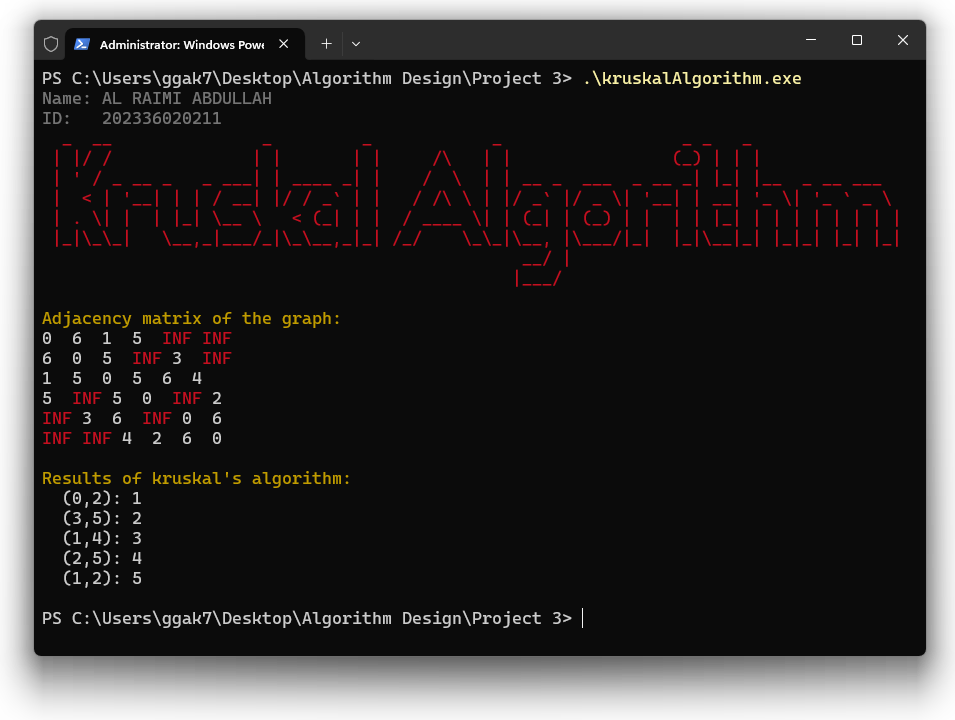 Administrator: Windows Powe
PS C:\Users\ggak7\Desktop\Algorithm Design\Project 3> .\kruskalAlgorithm.exe
Name: AL RAIMI ABDULLAH
ID:   202336020211
Kruskal Algorithm
Adjacency matrix of the graph:
0  6  1  5  INF INF
6  0  5  INF 3  INF
1  5  0  5  6  4
5  INF 5  0  INF 2
INF 3  6  INF 0  6
INF INF 4  2  6  0
Results of kruskal's algorithm:
(0,2): 1
(3,5): 2
(1,4): 3
(2,5): 4
(1,2): 5
PS C:\Users\ggak7\Desktop\Algorithm Design\Project 3>